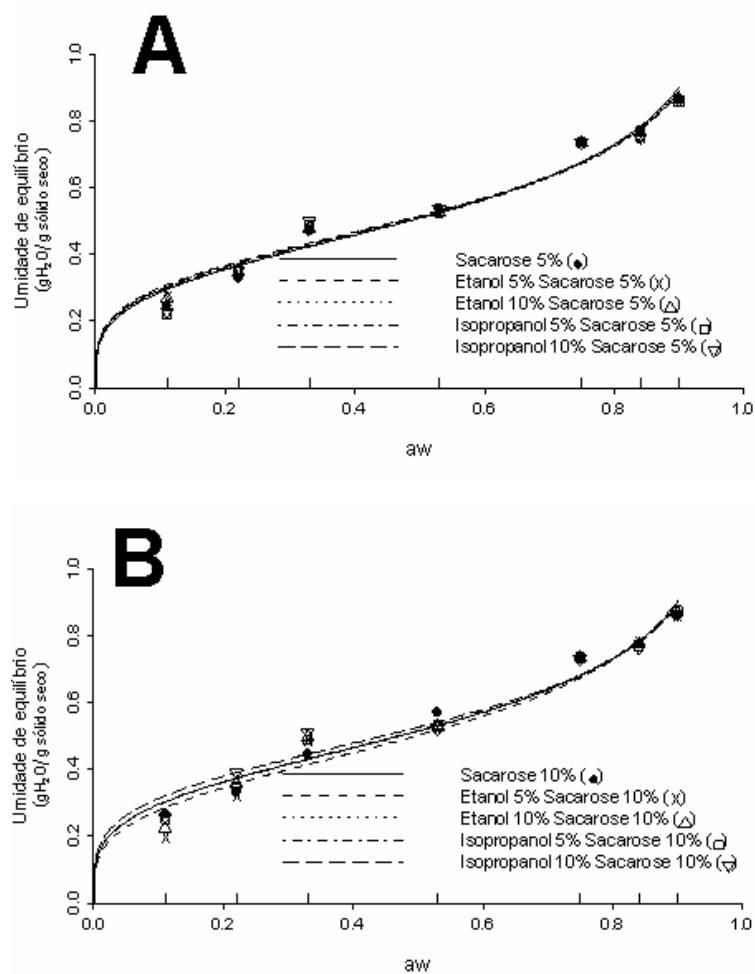 A
Umidade de equilíbrio
(gH₂0/ g sólido seco)
1.0
0.8
0.6
0.4
0.2
0.0
Sacarose 5% (●)
Etanol 5% Sacarose 5% (x)
Etanol 10% Sacarose 5% (△)
Isopropanol 5% Sacarose 5% (□)
Isopropanol 10% Sacarose 5% (▽)
0.0 0.2 0.4 0.6 0.8 1.0
aw
B
Umidade de equilíbrio
(gH₂0/ g sólido seco)
1.0
0.8
0.6
0.4
0.2
0.0
Sacarose 10% (●)
Etanol 5% Sacarose 10% (x)
Etanol 10% Sacarose 10% (△)
Isopropanol 5% Sacarose 10% (□)
Isopropanol 10% Sacarose 10% (▽)
0.0 0.2 0.4 0.6 0.8 1.0
aw